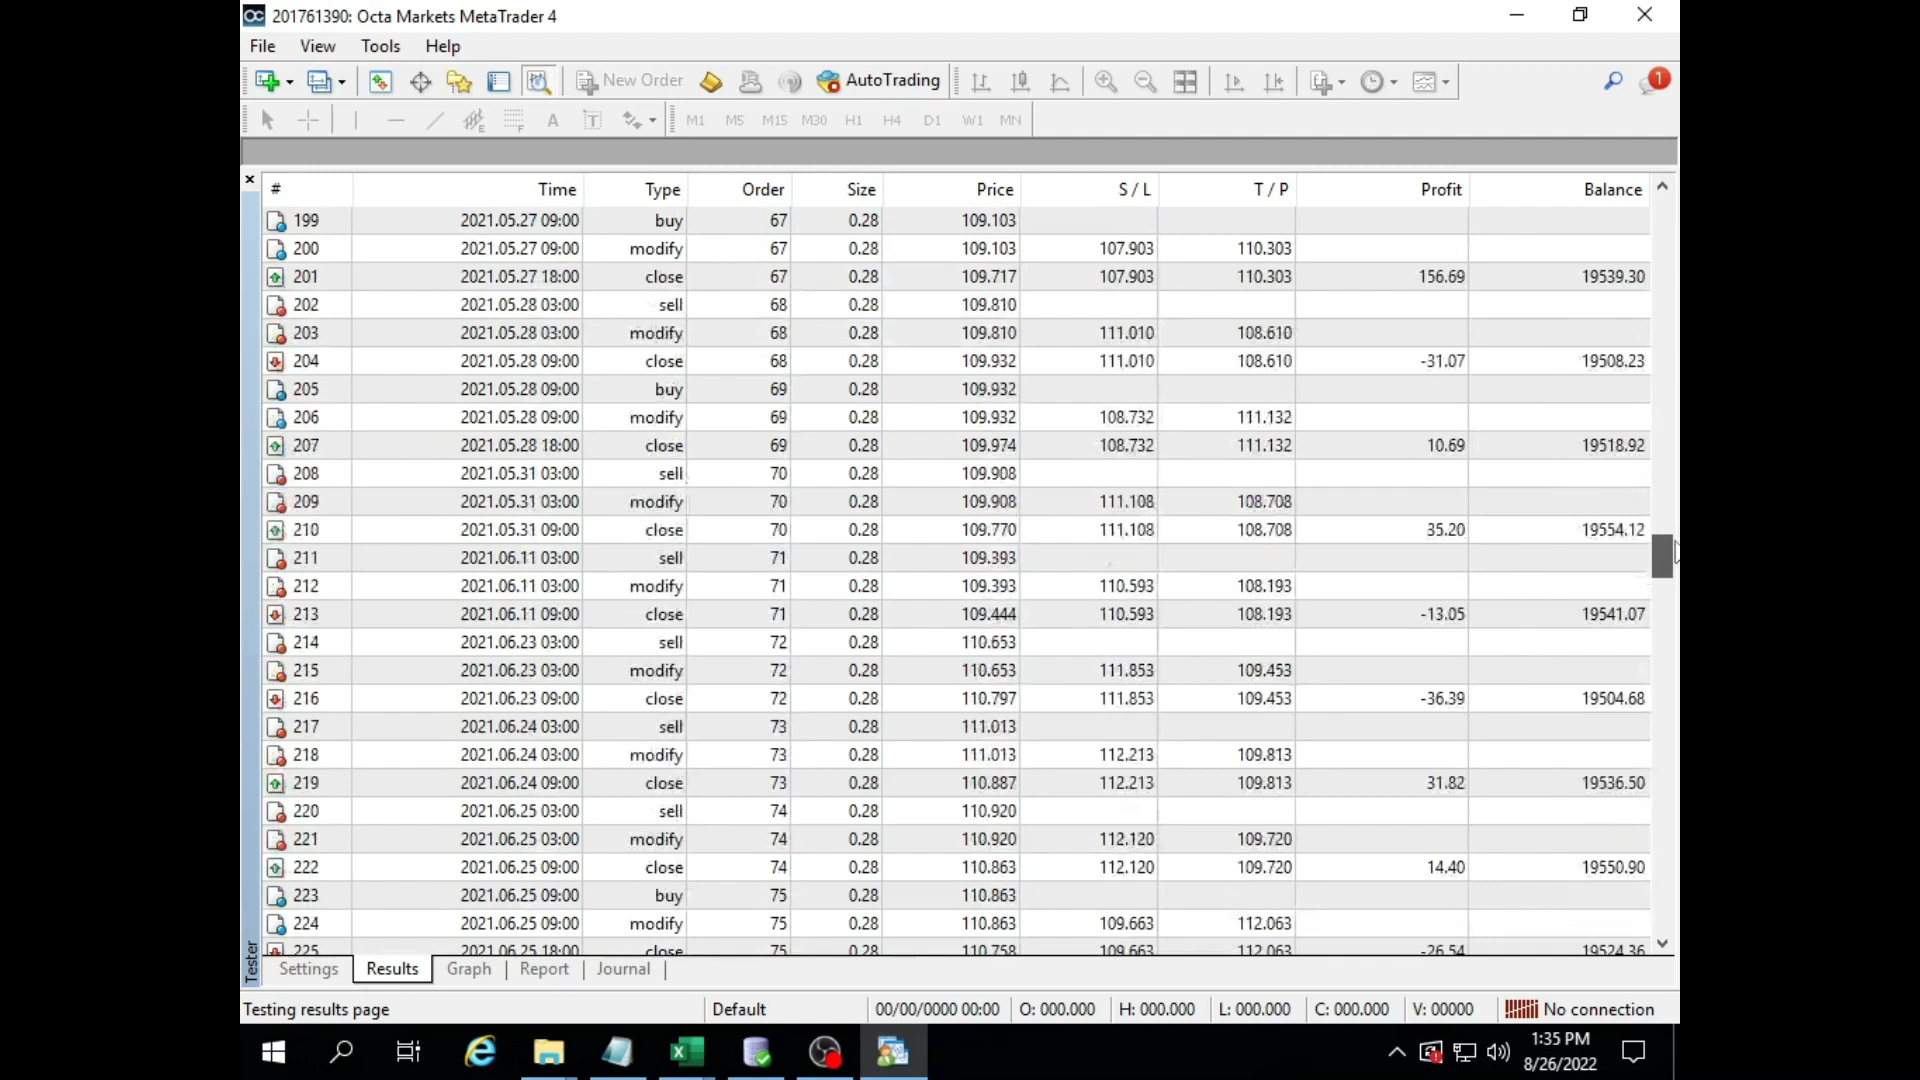 201761390: Octa Markets MetaTrader 4
File View Tools Help
New Order AutoTrading 1
A T M1 M5 M15 M30 H1 H4 D1 W1 MN
# Time Type Order Size Price S / L T / P Profit Balance
199 2021.05.27 09:00 buy 67 0.28 109.103
200 2021.05.27 09:00 modify 67 0.28 109.103 107.903 110.303
201 2021.05.27 18:00 close 67 0.28 109.717 107.903 110.303 156.69 19539.30
202 2021.05.28 03:00 sell 68 0.28 109.810
203 2021.05.28 03:00 modify 68 0.28 109.810 111.010 108.610
204 2021.05.28 09:00 close 68 0.28 109.932 111.010 108.610 -31.07 19508.23
205 2021.05.28 09:00 buy 69 0.28 109.932
206 2021.05.28 09:00 modify 69 0.28 109.932 108.732 111.132
207 2021.05.28 18:00 close 69 0.28 109.974 108.732 111.132 10.69 19518.92
208 2021.05.31 03:00 sell 70 0.28 109.908
209 2021.05.31 03:00 modify 70 0.28 109.908 111.108 108.708
210 2021.05.31 09:00 close 70 0.28 109.770 111.108 108.708 35.20 19554.12
211 2021.06.11 03:00 sell 71 0.28 109.393
212 2021.06.11 03:00 modify 71 0.28 109.393 110.593 108.193
213 2021.06.11 09:00 close 71 0.28 109.444 110.593 108.193 -13.05 19541.07
214 2021.06.23 03:00 sell 72 0.28 110.653
215 2021.06.23 03:00 modify 72 0.28 110.653 111.853 109.453
216 2021.06.23 09:00 close 72 0.28 110.797 111.853 109.453 -36.39 19504.68
217 2021.06.24 03:00 sell 73 0.28 111.013
218 2021.06.24 03:00 modify 73 0.28 111.013 112.213 109.813
219 2021.06.24 09:00 close 73 0.28 110.887 112.213 109.813 31.82 19536.50
220 2021.06.25 03:00 sell 74 0.28 110.920
221 2021.06.25 03:00 modify 74 0.28 110.920 112.120 109.720
222 2021.06.25 09:00 close 74 0.28 110.863 112.120 109.720 14.40 19550.90
223 2021.06.25 09:00 buy 75 0.28 110.863
224 2021.06.25 09:00 modify 75 0.28 110.863 109.663 112.063
225 2021.06.25 18:00 close 75 0.28 110.758 109.663 112.063 -26.54 19524.36
Tester
Settings Results Graph Report Journal
Testing results page Default 00/00/0000 00:00 O: 000.000 H: 000.000 L: 000.000 C: 000.000 V: 00000 No connection
1:35 PM
8/26/2022